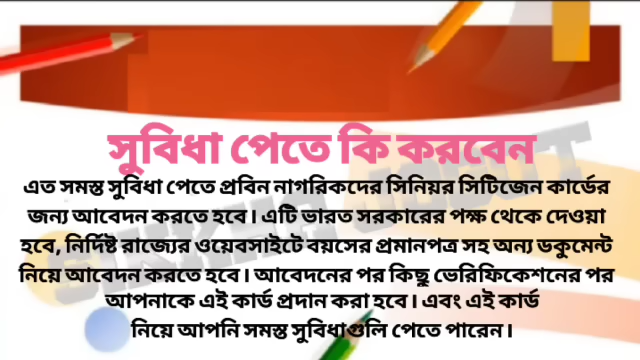 সুবিধা পেতে কি করবেন
এত সমস্ত সুবিধা পেতে প্রবিন নাগরিকদের সিনিয়র সিটিজেন কার্ডের
জন্য আবেদন করতে হবে। এটি ভারত সরকারের পক্ষ থেকে দেওয়া
হবে, নির্দিষ্ট রাজ্যের ওয়েবসাইটে বয়সের প্রমানপত্র সহ অন্য ডকুমেন্ট
নিয়ে আবেদন করতে হবে। আবেদনের পর কিছু ভেরিফিকেশনের পর
আপনাকে এই কার্ড প্রদান করা হবে। এবং এই কার্ড
নিয়ে আপনি সমস্ত সুবিধাগুলি পেতে পারেন।